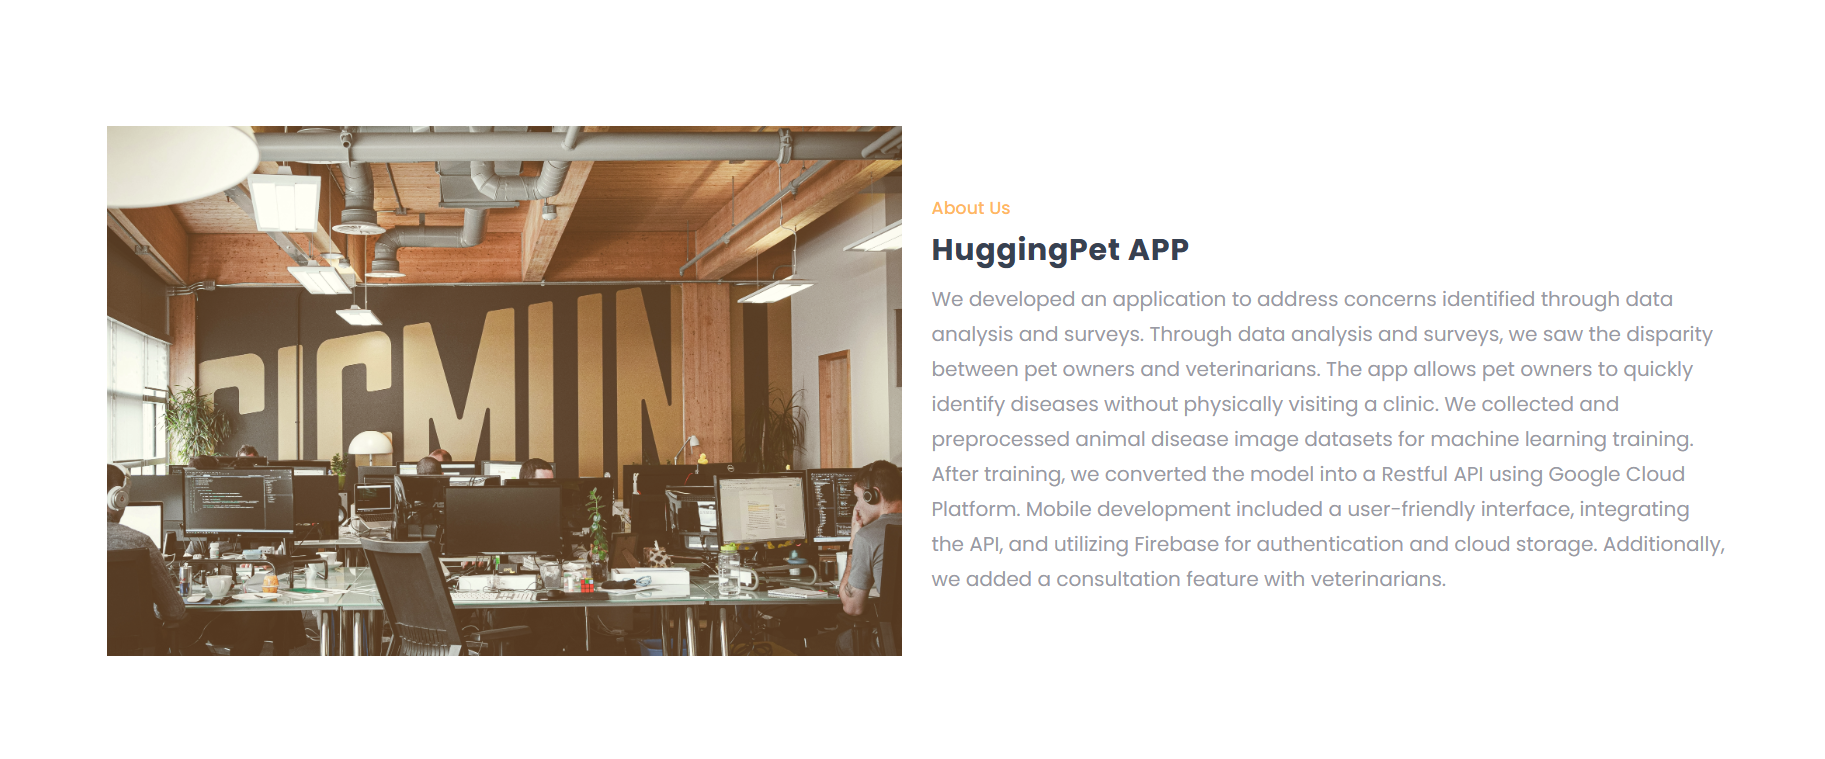 About Us
HuggingPet APP
We developed an application to address concerns identified through data
analysis and surveys. Through data analysis and surveys, we saw the disparity
between pet owners and veterinarians. The app allows pet owners to quickly
identify diseases without physically visiting a clinic. We collected and
preprocessed animal disease image datasets for machine learning training.
After training, we converted the model into a Restful API using Google Cloud
Platform. Mobile development included a user-friendly interface, integrating
the API, and utilizing Firebase for authentication and cloud storage. Additionally,
we added a consultation feature with veterinarians.